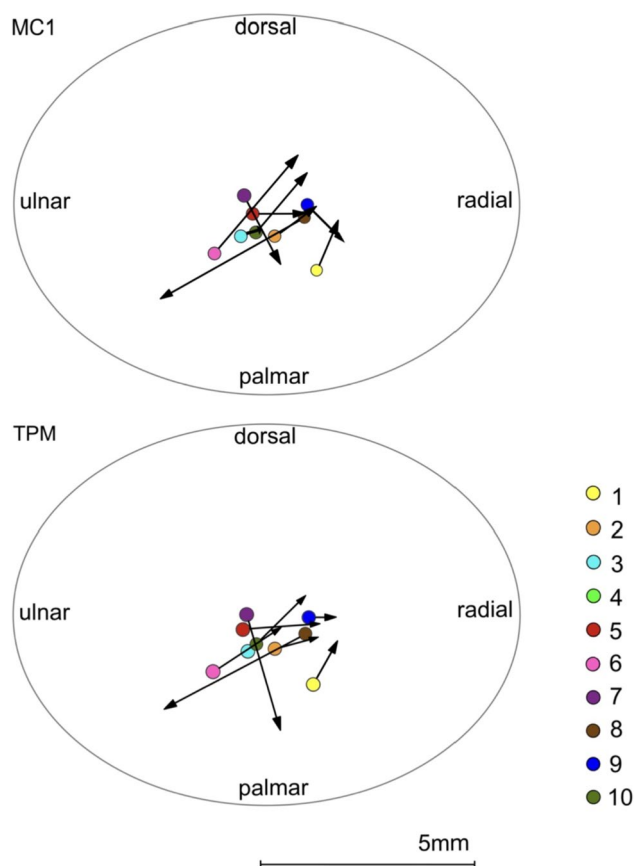 MC1
dorsal
ulnar
radial
palmar
TPM
dorsal
ulnar
radial
palmar
1
2
3
4
5
6
7
8
9
10
5mm